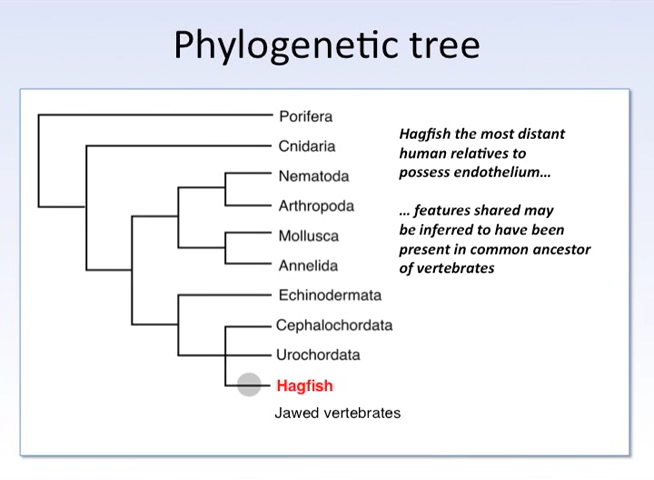 Phylogenetic tree
Porifera
Cnidaria
Nematoda
Arthropoda
Mollusca
Annelida
Echinodermata
Cephalochordata
Urochordata
Hagfish
Jawed vertebrates
Hagfish the most distant
human relatives to
possess endothelium...
... features shared may
be inferred to have been
present in common ancestor
of vertebrates